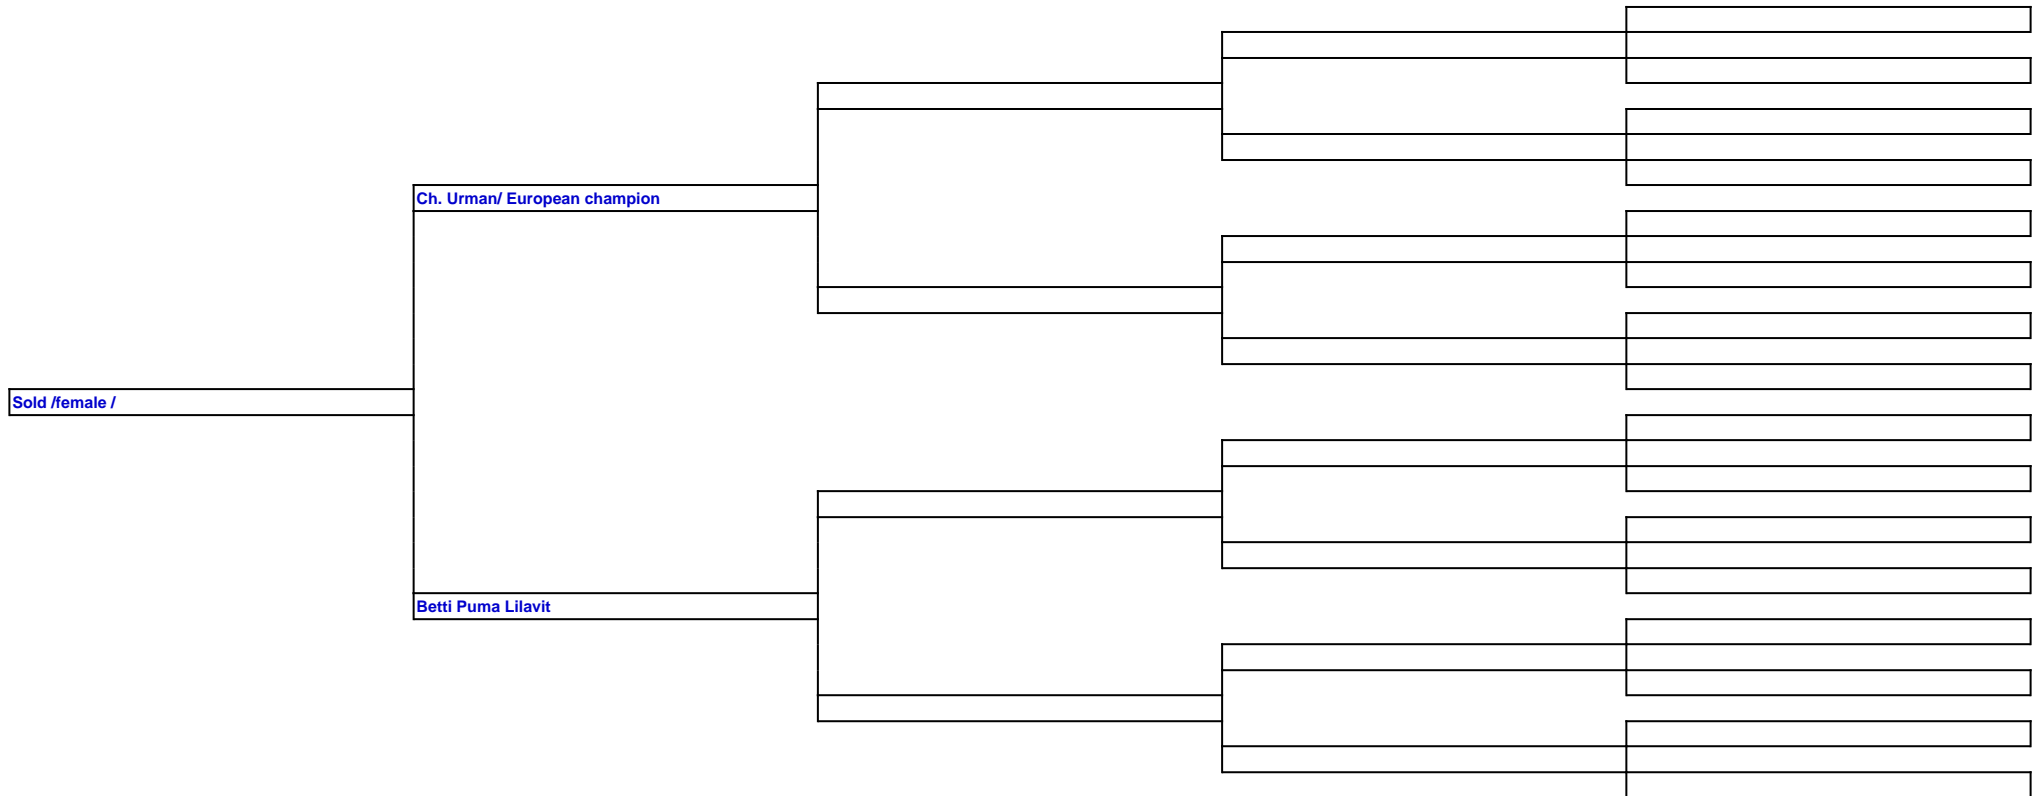 Ch. Urman/ European champion
Sold /female /
Betti Puma Lilavit